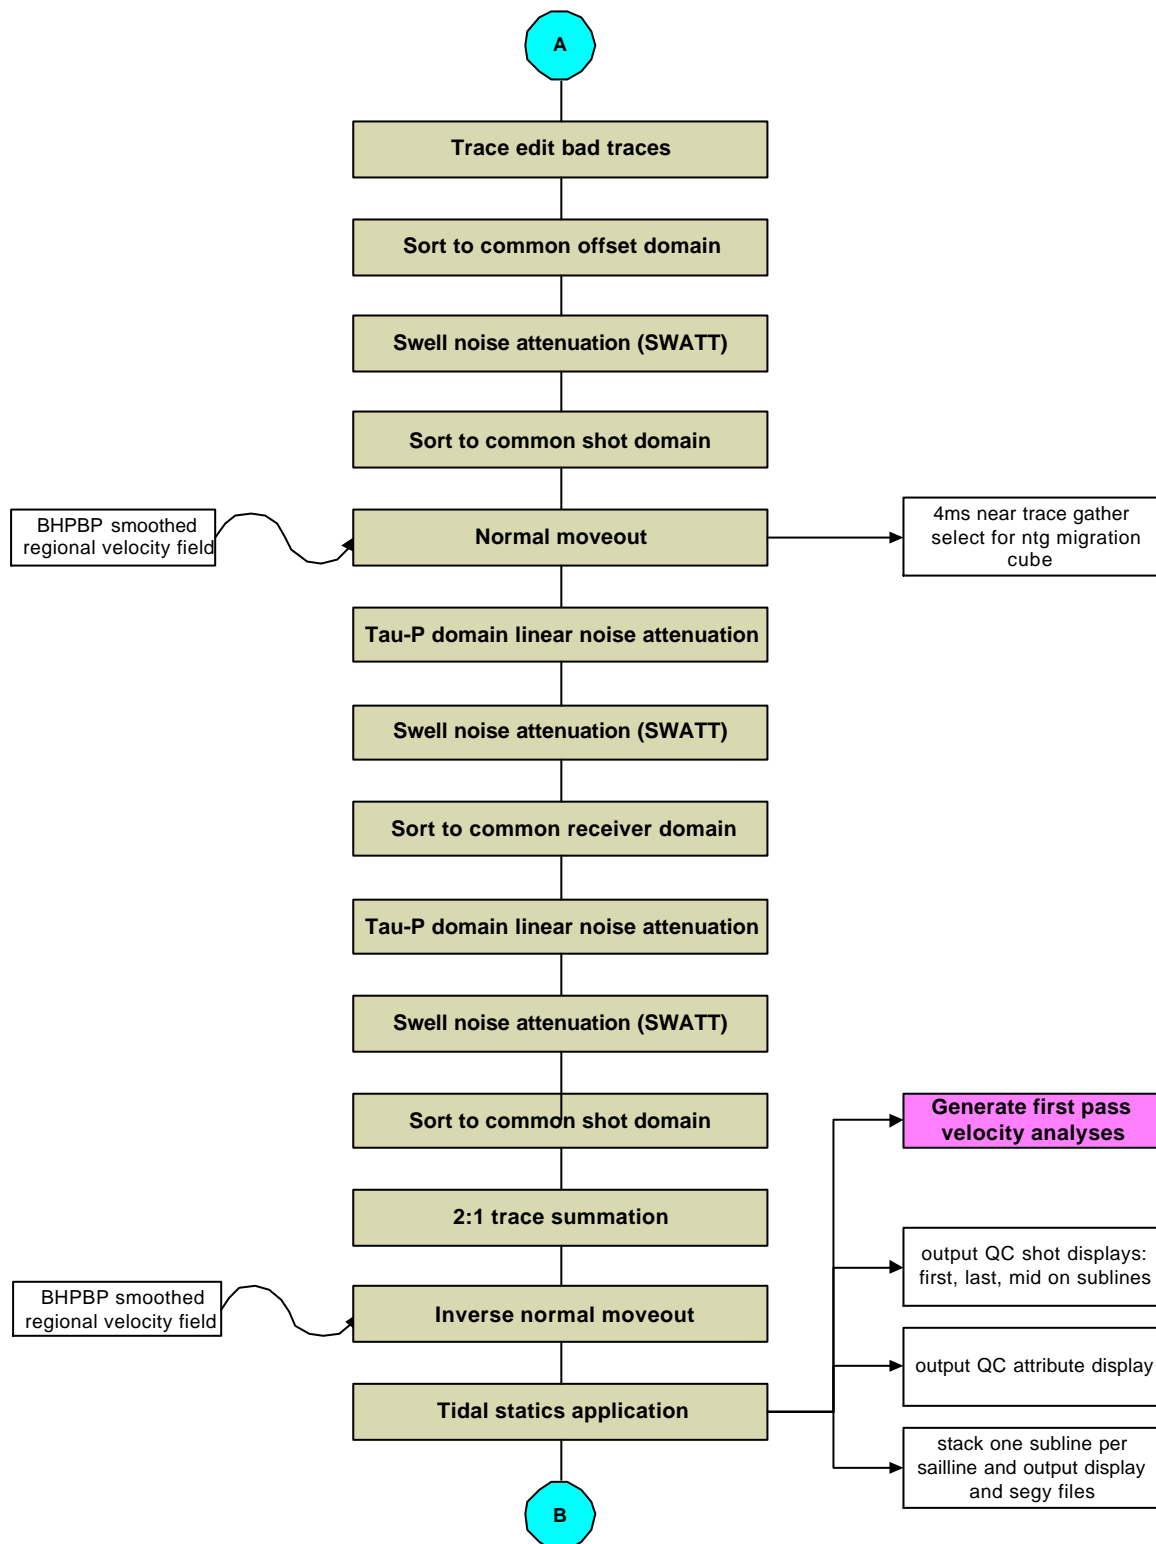 A
Trace edit bad traces
Sort to common offset domain
Swell noise attenuation (SWATT)
Sort to common shot domain
BHPBP smoothed
regional velocity field
Normal moveout
4ms near trace gather
select for ntg migration
cube
Tau-P domain linear noise attenuation
Swell noise attenuation (SWATT)
Sort to common receiver domain
Tau-P domain linear noise attenuation
Swell noise attenuation (SWATT)
Sort to common shot domain
Generate first pass
velocity analyses
2:1 trace summation
output QC shot displays:
first, last, mid on sublines
BHPBP smoothed
regional velocity field
Inverse normal moveout
output QC attribute display
Tidal statics application
stack one subline per
sailline and output display
and segy files
B